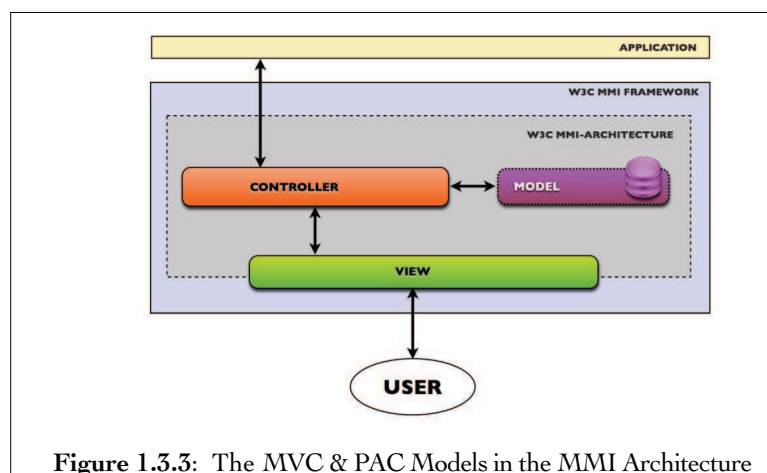 APPLICATION
W3C MMI FRAMEWORK
W3C MMI-ARCHITECTURE
CONTROLLER
MODEL
VIEW
USER
Figure 1.3.3: The MVC & PAC Models in the MMI Architecture